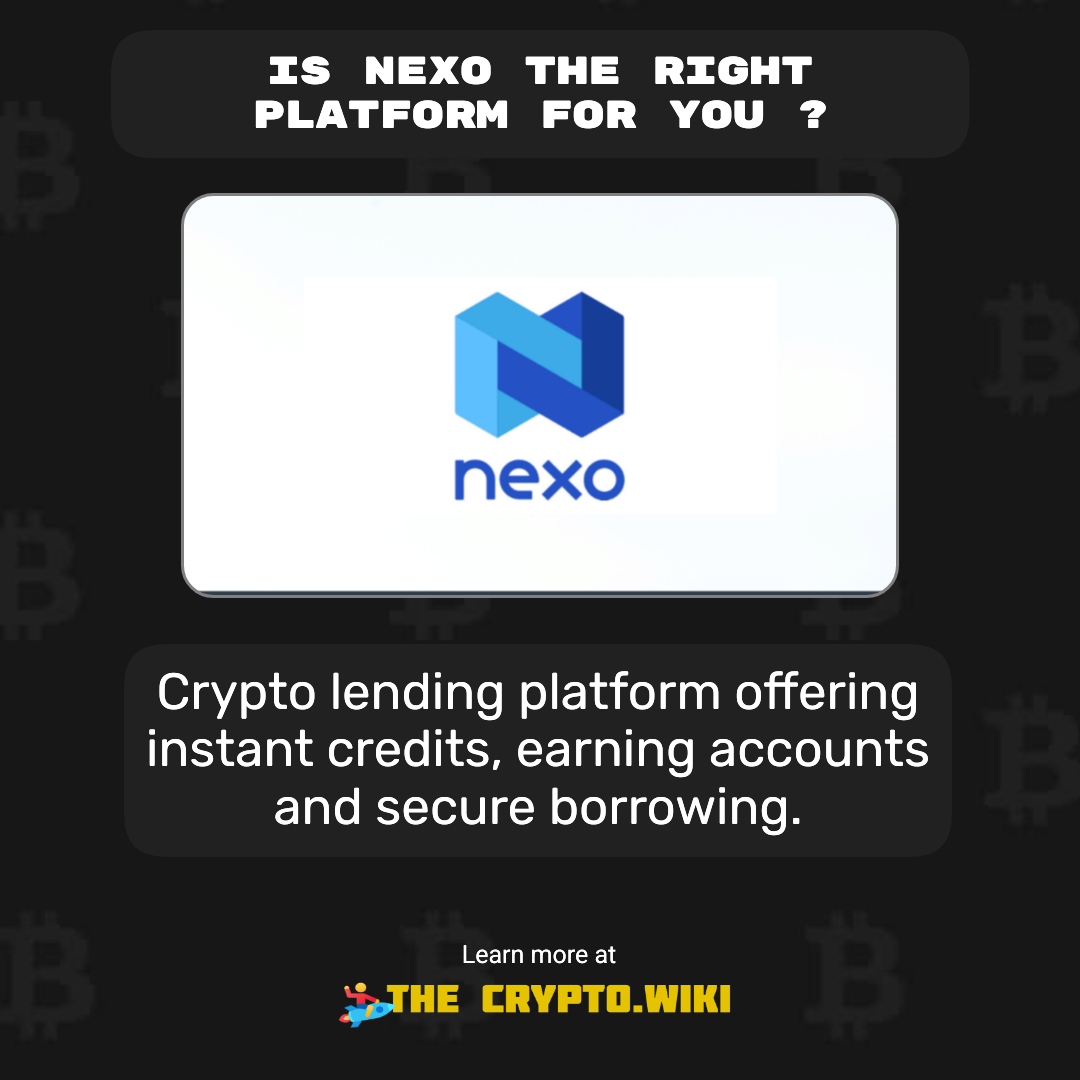 IS NEXO THE RIGHT
PLATFORM FOR YOU ?
nexo
Crypto lending platform offering
instant credits, earning accounts
and secure borrowing.
Learn more at
THE CRYPTO.WIKI